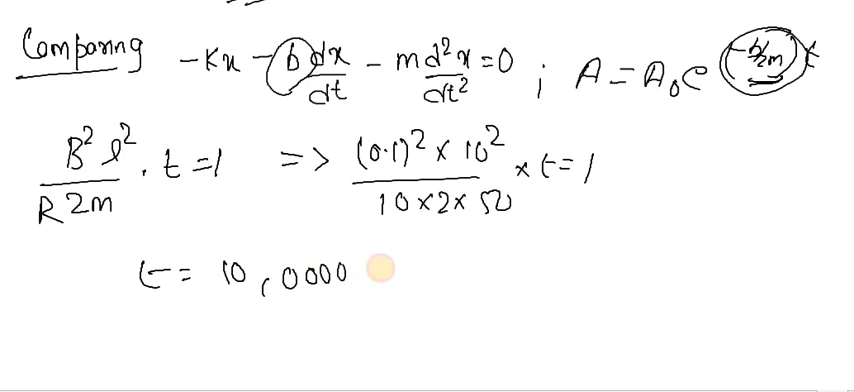 Comparing -Kx - b dx/dt - m d²x/dt² = 0 ; A = A₀e^(-b/2m)t
B²l²/R2m . t = 1 => (0.1)² × 10²/10×2×50 × t = 1
t = 10,0000